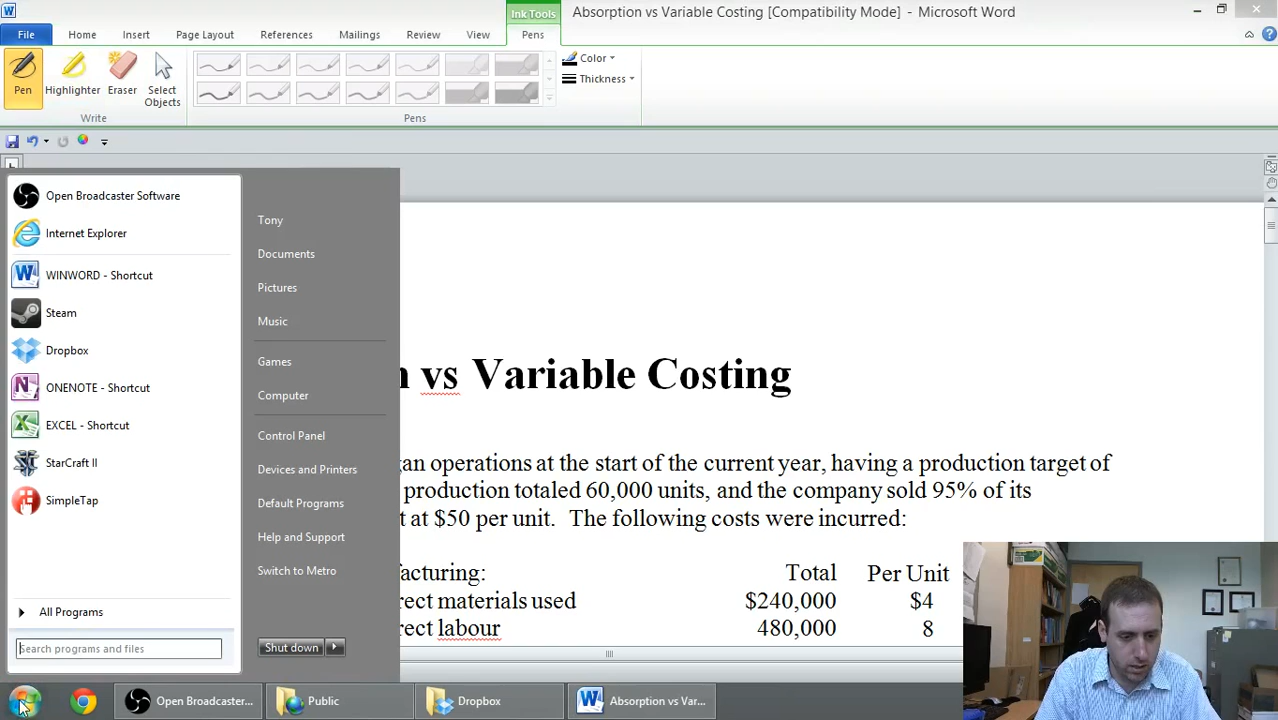 Ink Tools
Absorption vs Variable Costing [Compatibility Mode] - Microsoft Word
File
Home
Insert
Page Layout
References
Mailings
Review
View
Pens
Pen
Highlighter
Eraser
Select
Objects
Color
Thickness
Write
Pens
Open Broadcaster Software
Internet Explorer
WINWORD - Shortcut
Steam
Dropbox
ONENOTE - Shortcut
EXCEL - Shortcut
StarCraft II
SimpleTap
All Programs
Search programs and files
Tony
Documents
Pictures
Music
Games
Computer
Control Panel
Devices and Printers
Default Programs
Help and Support
Switch to Metro
Shut down
n vs Variable Costing
gan operations at the start of the current year, having a production target of
production totaled 60,000 units, and the company sold 95% of its
t at $50 per unit. The following costs were incurred:
facturing: Total Per Unit
rect materials used $240,000 $4
rect labour 480,000 8
Open Broadcaster...
Public
Dropbox
Absorption vs Var...